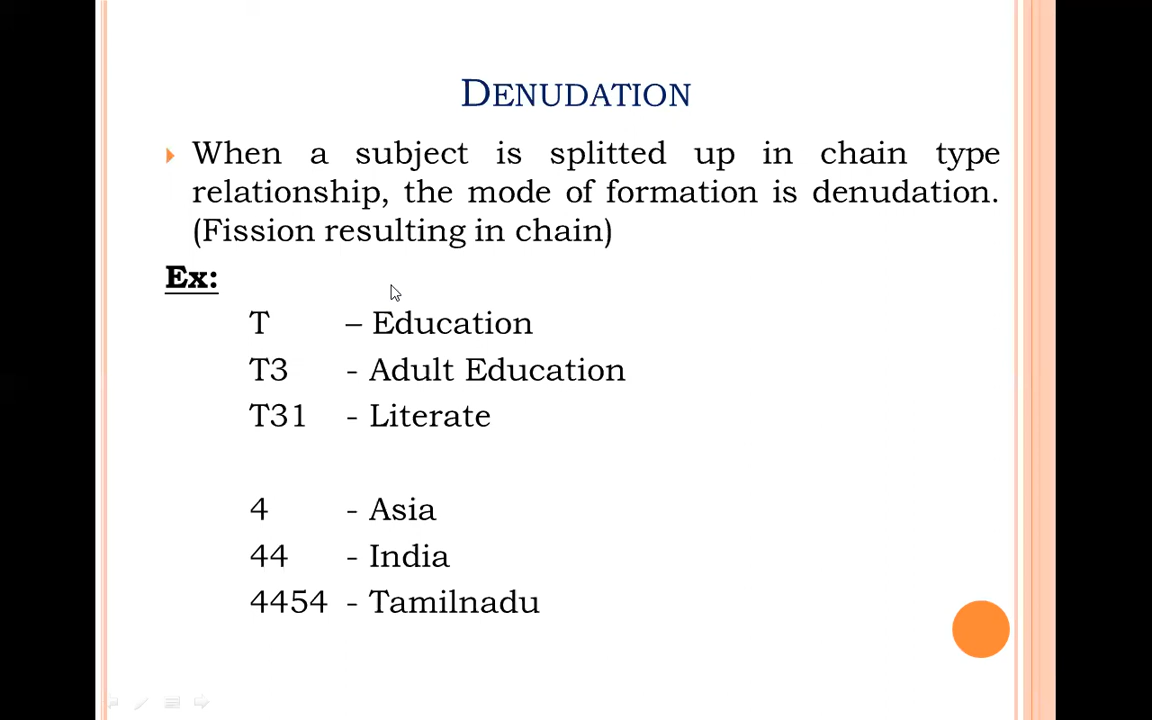 DENUDATION
When a subject is splitted up in chain type
relationship, the mode of formation is denudation.
(Fission resulting in chain)
Ex:
T – Education
T3 - Adult Education
T31 - Literate
4 - Asia
44 - India
4454 - Tamilnadu